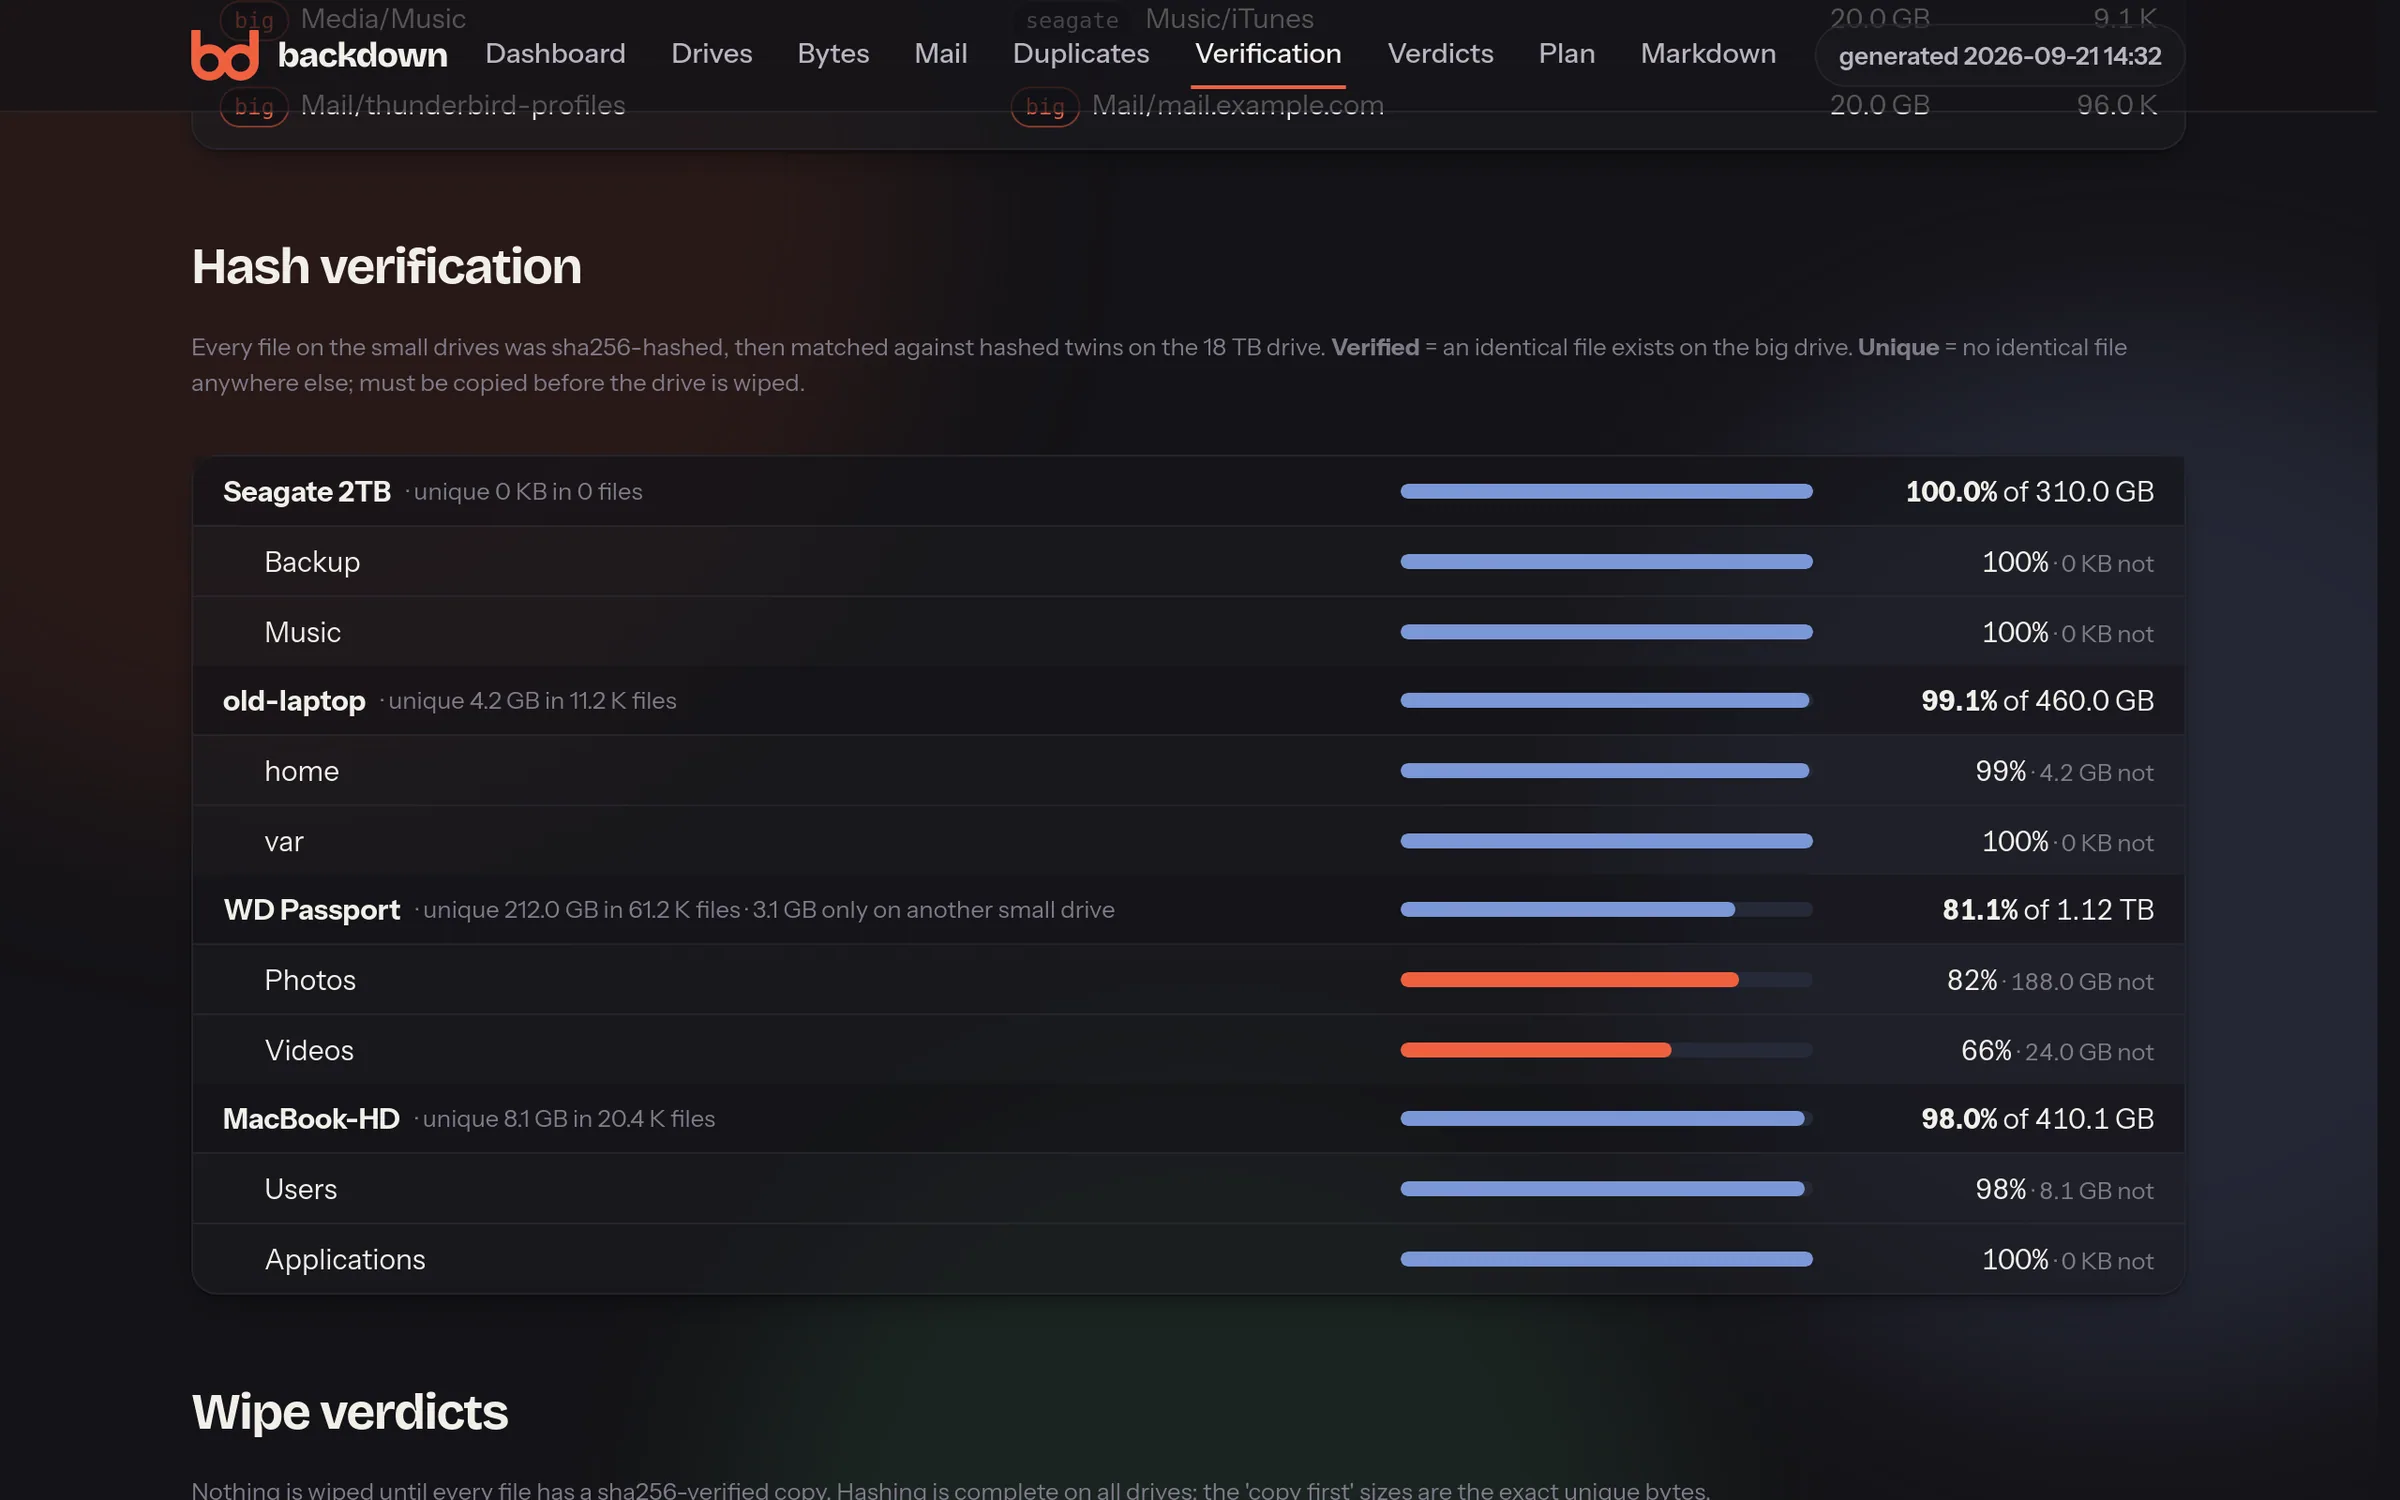 big Media/Music seagate Music/iTunes 20.0 GB 9.1 K
bd backdown Dashboard Drives Bytes Mail Duplicates Verification Verdicts Plan Markdown generated 2026-09-21 14:32
big Mail/thunderbird-profiles big Mail/mail.example.com 20.0 GB 96.0 K
Hash verification
Every file on the small drives was sha256-hashed, then matched against hashed twins on the 18 TB drive. Verified = an identical file exists on the big drive. Unique = no identical file
anywhere else; must be copied before the drive is wiped.
Seagate 2TB · unique 0 KB in 0 files 100.0% of 310.0 GB
Backup 100% · 0 KB not
Music 100% · 0 KB not
old-laptop · unique 4.2 GB in 11.2 K files 99.1% of 460.0 GB
home 99% · 4.2 GB not
var 100% · 0 KB not
WD Passport · unique 212.0 GB in 61.2 K files · 3.1 GB only on another small drive 81.1% of 1.12 TB
Photos 82% · 188.0 GB not
Videos 66% · 24.0 GB not
MacBook-HD · unique 8.1 GB in 20.4 K files 98.0% of 410.1 GB
Users 98% · 8.1 GB not
Applications 100% · 0 KB not
Wipe verdicts
Nothing is wiped until every file has a sha256-verified copy. Hashing is complete on all drives; the 'copy first' sizes are the exact unique bytes.